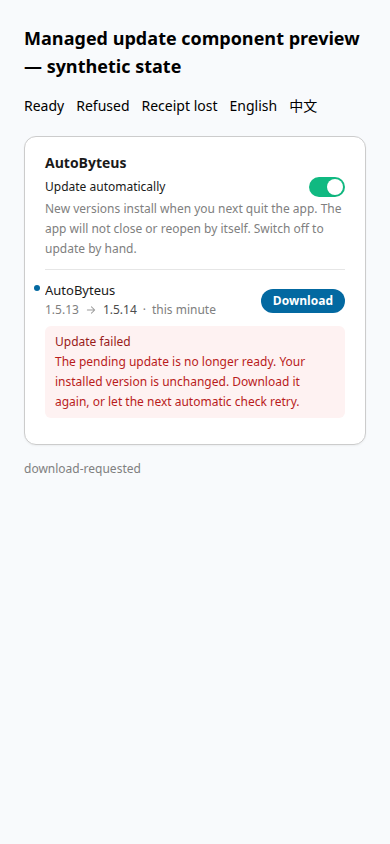 Managed update component preview
— synthetic state
Ready Refused Receipt lost English 中文
AutoByteus
Update automatically
New versions install when you next quit the app. The
app will not close or reopen by itself. Switch off to
update by hand.
AutoByteus
1.5.13 → 1.5.14 · this minute
Download
Update failed
The pending update is no longer ready. Your
installed version is unchanged. Download it
again, or let the next automatic check retry.
download-requested